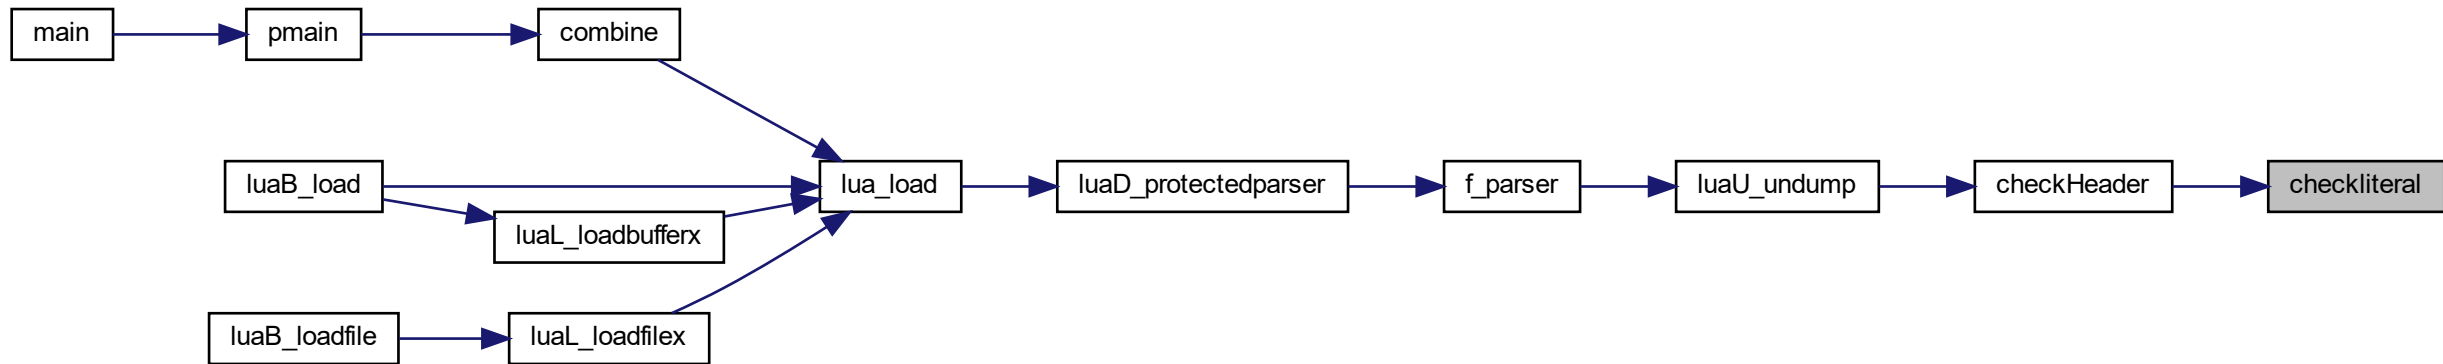 main
pmain
combine
luaB_load
lua_load
luaD_protectedparser
f_parser
luaU_undump
checkHeader
checkliteral
luaL_loadbufferx
luaB_loadfile
luaL_loadfilex